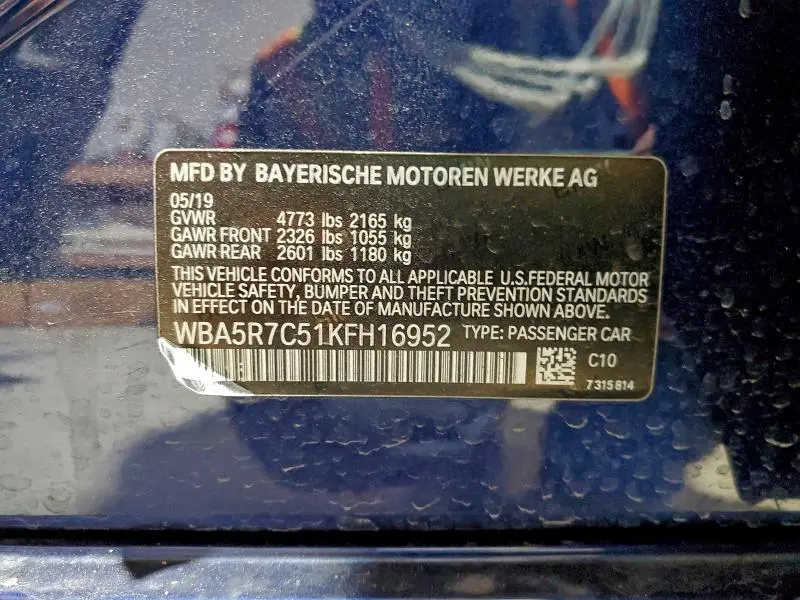 MFD BY BAYERISCHE MOTOREN WERKE AG
05/19
GVWR 4773 lbs 2165 kg
GAWR FRONT 2326 lbs 1055 kg
GAWR REAR 2601 lbs 1180 kg
THIS VEHICLE CONFORMS TO ALL APPLICABLE U.S.FEDERAL MOTOR
VEHICLE SAFETY, BUMPER AND THEFT PREVENTION STANDARDS
IN EFFECT ON THE DATE OF MANUFACTURE SHOWN ABOVE.
WBA5R7C51KFH16952 TYPE: PASSENGER CAR
C10
7 315 814